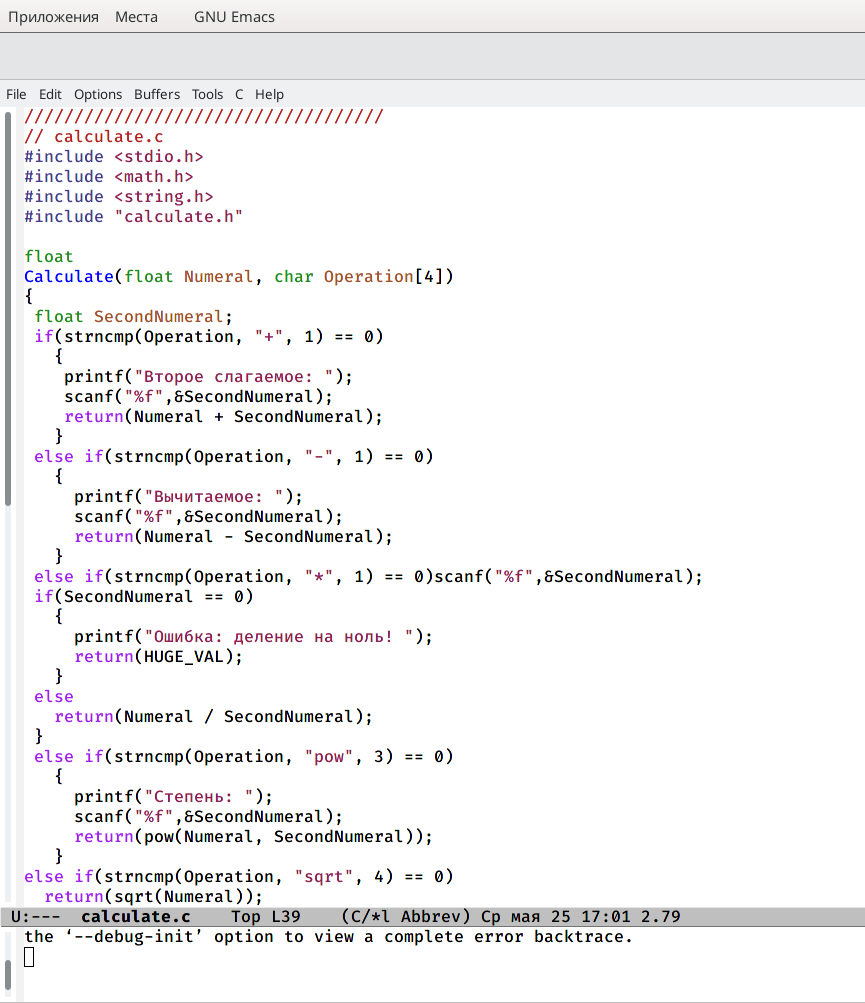 Приложения Места GNU Emacs
File Edit Options Buffers Tools C Help
////////////////////////////////////
// calculate.c
#include <stdio.h>
#include <math.h>
#include <string.h>
#include "calculate.h"
float
Calculate(float Numeral, char Operation[4])
{
float SecondNumeral;
if(strncmp(Operation, "+", 1) == 0)
{
printf("Второе слагаемое: ");
scanf("%f",&SecondNumeral);
return(Numeral + SecondNumeral);
}
else if(strncmp(Operation, "-", 1) == 0)
{
printf("Вычитаемое: ");
scanf("%f",&SecondNumeral);
return(Numeral - SecondNumeral);
}
else if(strncmp(Operation, "*", 1) == 0)scanf("%f",&SecondNumeral);
if(SecondNumeral == 0)
{
printf("Ошибка: деление на ноль! ");
return(HUGE_VAL);
}
else
return(Numeral / SecondNumeral);
}
else if(strncmp(Operation, "pow", 3) == 0)
{
printf("Степень: ");
scanf("%f",&SecondNumeral);
return(pow(Numeral, SecondNumeral));
}
else if(strncmp(Operation, "sqrt", 4) == 0)
return(sqrt(Numeral));
U:--- calculate.c Top L39 (C/*l Abbrev) Ср мая 25 17:01 2.79
the ‘--debug-init’ option to view a complete error backtrace.